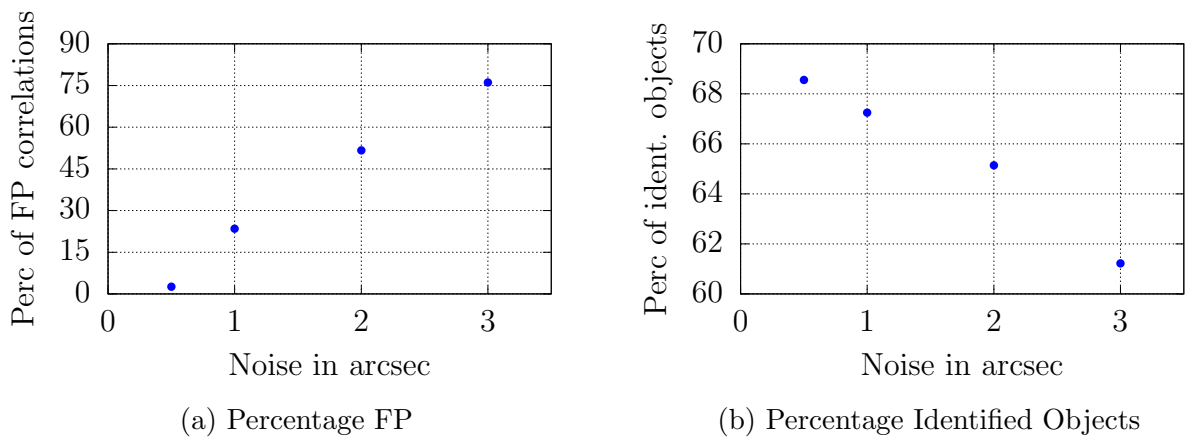 Perc of FP correlations
90
75
60
45
30
15
0
0 1 2 3
Noise in arcsec
(a) Percentage FP
Perc of ident. objects
70
68
66
64
62
60
0 1 2 3
Noise in arcsec
(b) Percentage Identified Objects